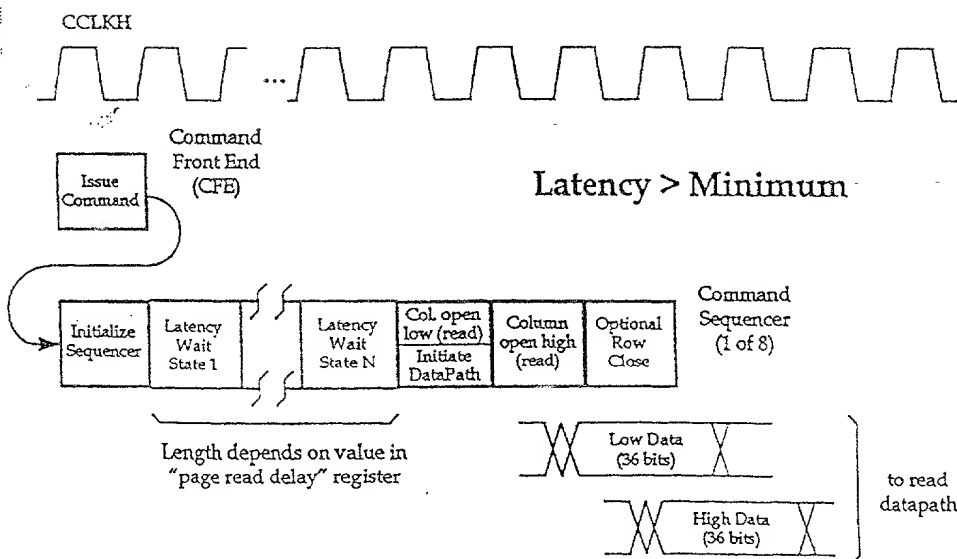 CCLKH
...
Command
Front End
(CFE)
Issue
Command
Latency > Minimum
Initialize
Sequencer
Latency
Wait
State 1
Latency
Wait
State N
Col. open
low (read)
Initiate
DataPath
Column
open high
(read)
Optional
Row
Close
Command
Sequencer
(1 of 8)
Length depends on value in
"page read delay" register
Low Data
(36 bits)
High Data
(36 bits)
to read
datapath